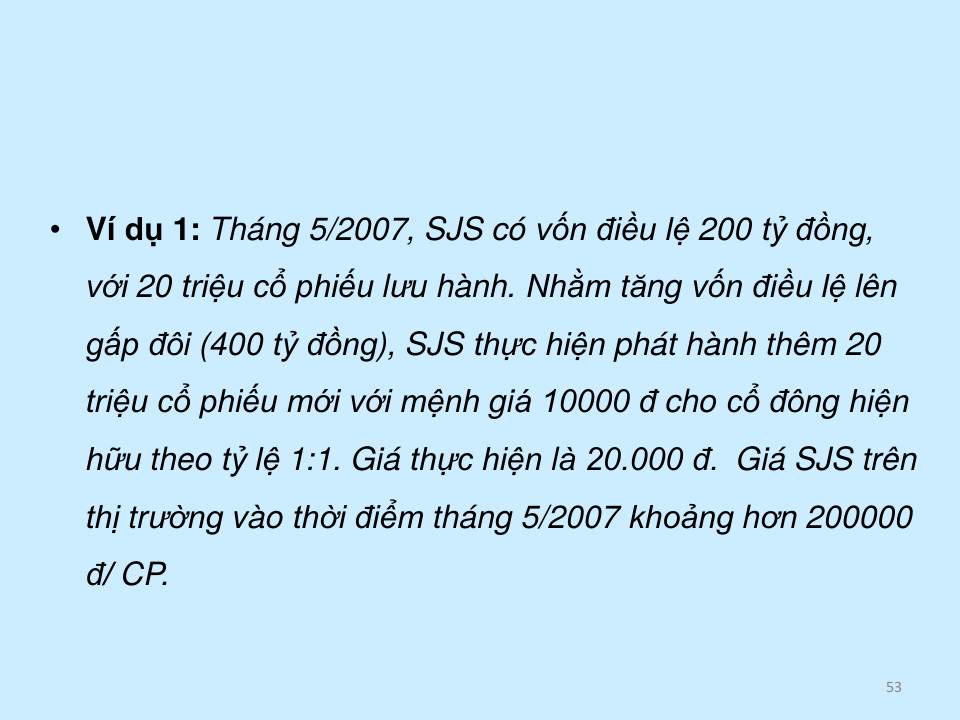 • Ví dụ 1: Tháng 5/2007, SJS có vốn điều lệ 200 tỷ đồng,
với 20 triệu cổ phiếu lưu hành. Nhằm tăng vốn điều lệ lên
gấp đôi (400 tỷ đồng), SJS thực hiện phát hành thêm 20
triệu cổ phiếu mới với mệnh giá 10000 đ cho cổ đông hiện
hữu theo tỷ lệ 1:1. Giá thực hiện là 20.000 đ. Giá SJS trên
thị trường vào thời điểm tháng 5/2007 khoảng hơn 200000
đ/ CP.
53